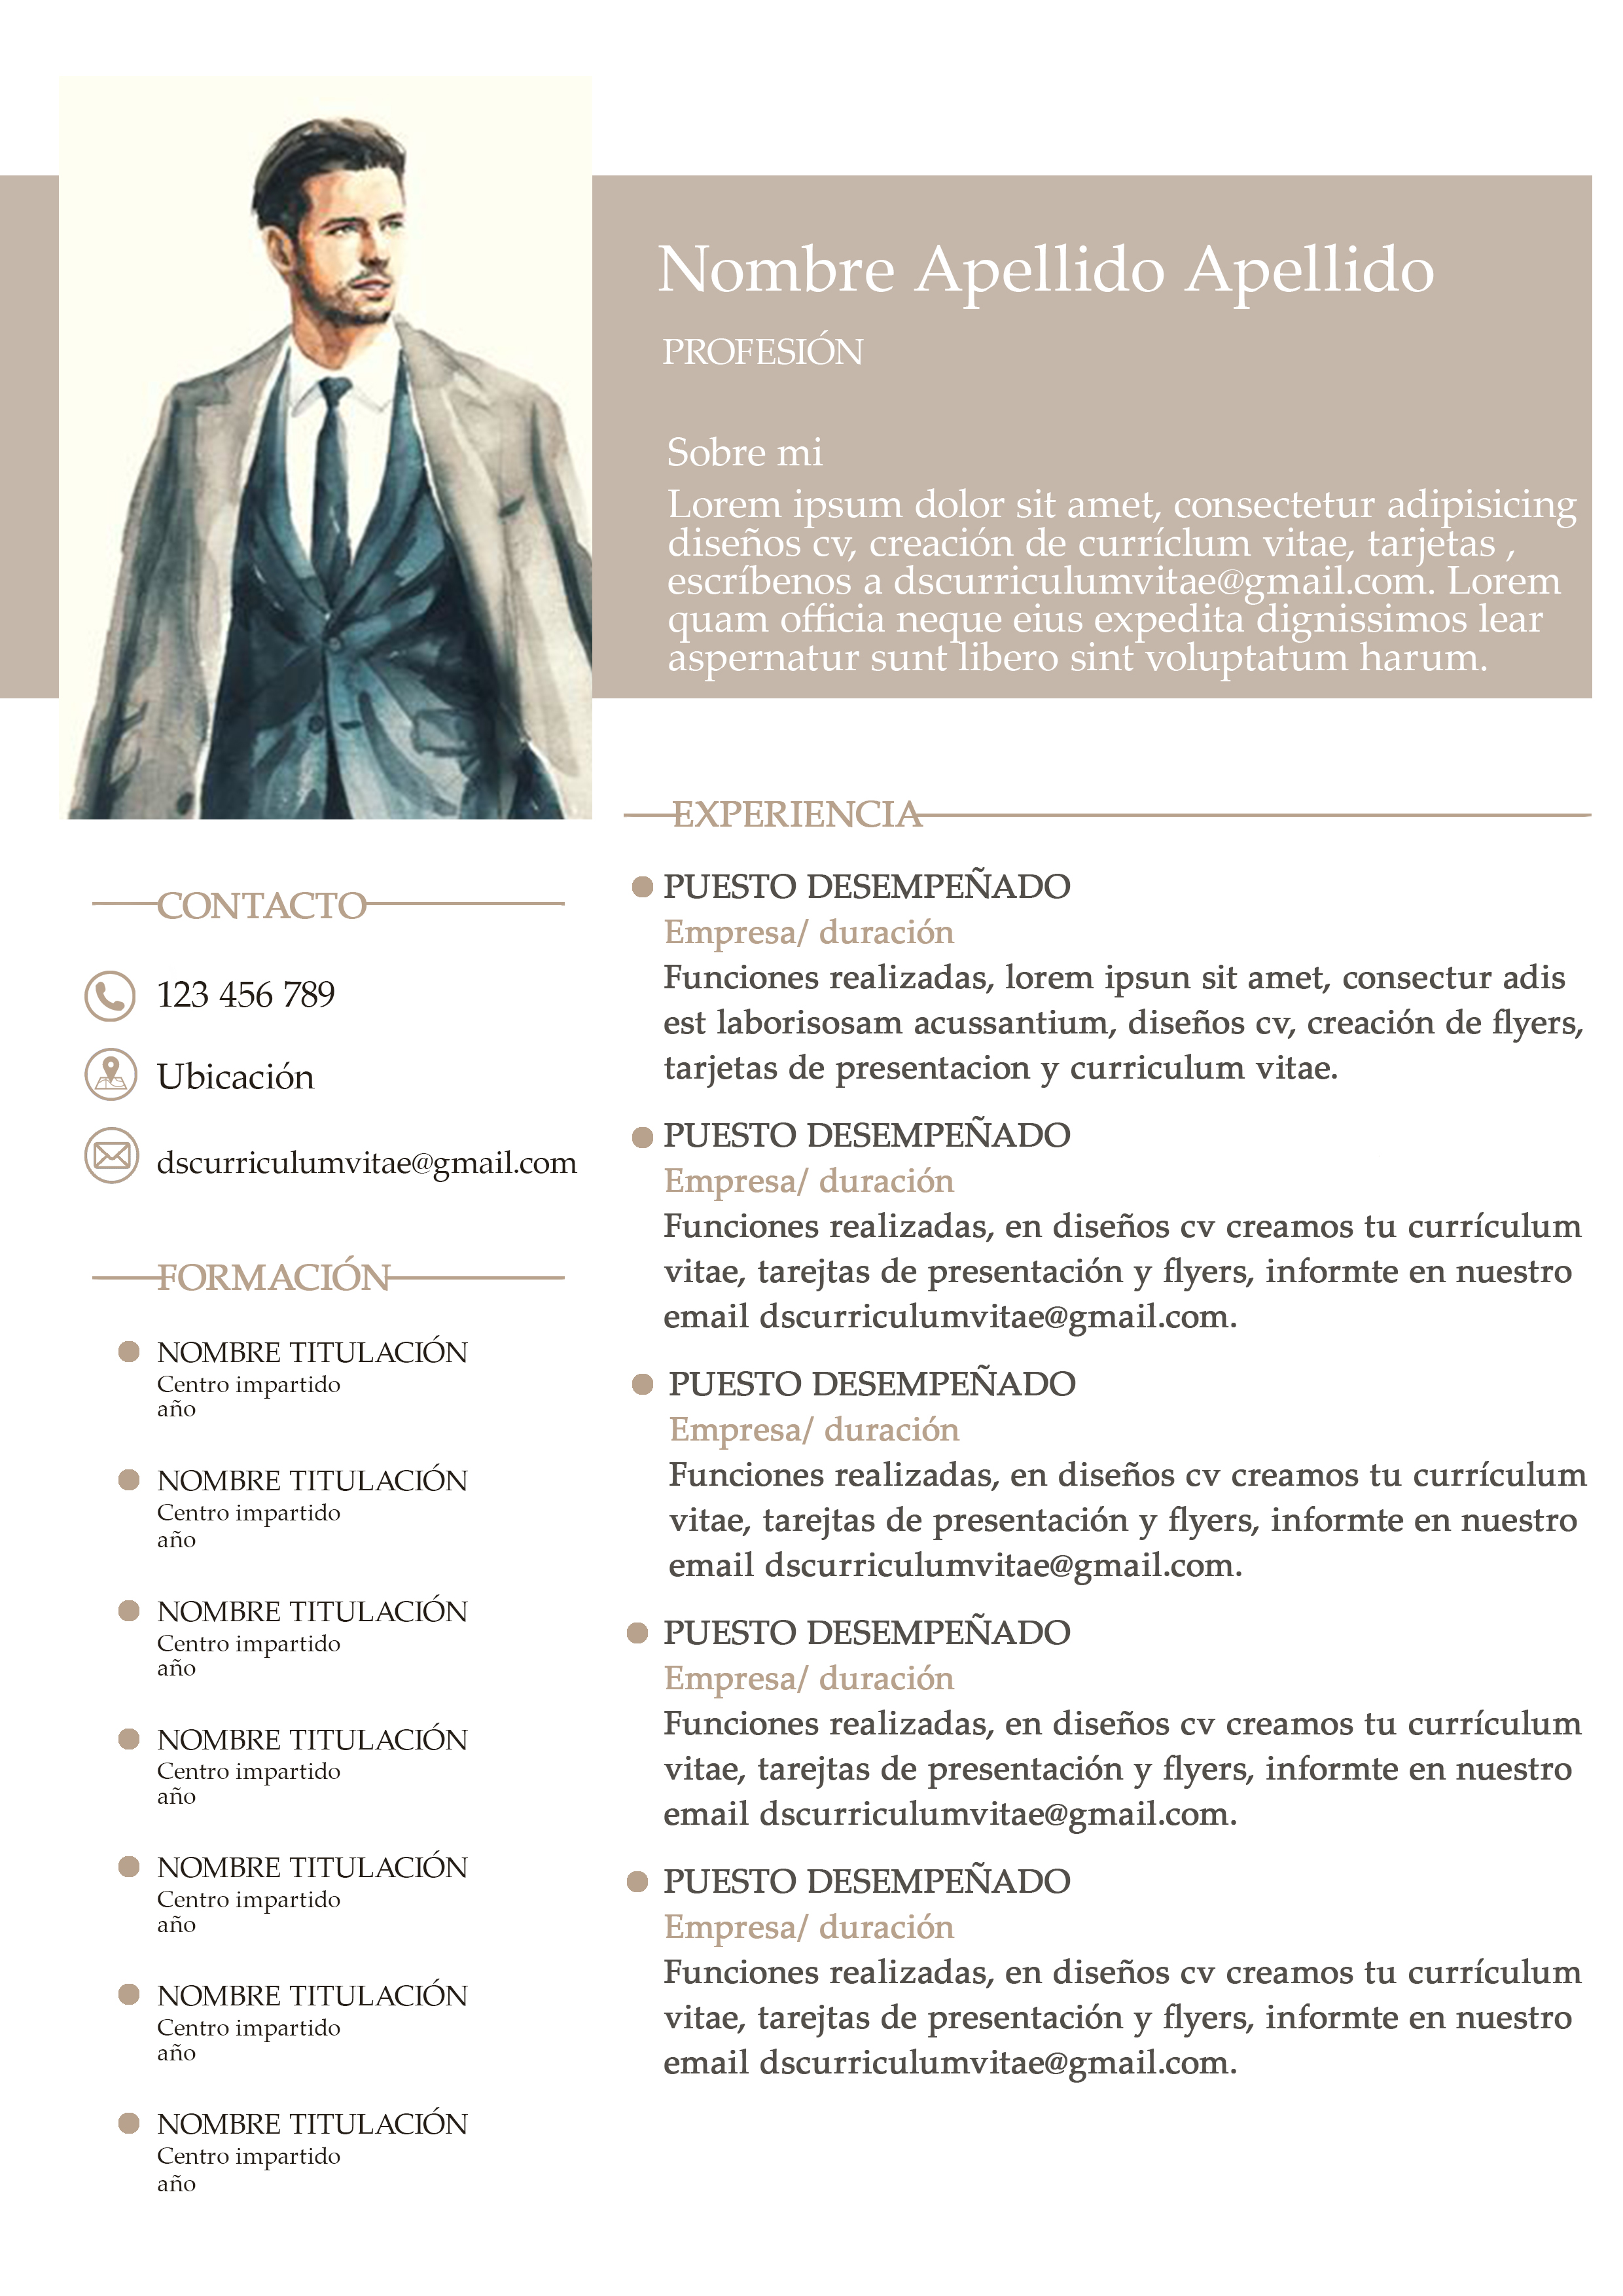 Nombre Apellido Apellido
PROFESIÓN
Sobre mi
Lorem ipsum dolor sit amet, consectetur adipisicing
diseños cv, creación de currículum vitae, tarjetas ,
escríbenos a dscurriculumvitae@gmail.com. Lorem
quam officia neque eius expedita dignissimos lear
aspernatur sunt libero sint voluptatum harum.
CONTACTO
123 456 789
Ubicación
dscurriculumvitae@gmail.com
FORMACIÓN
NOMBRE TITULACIÓN
Centro impartido
año
NOMBRE TITULACIÓN
Centro impartido
año
NOMBRE TITULACIÓN
Centro impartido
año
NOMBRE TITULACIÓN
Centro impartido
año
NOMBRE TITULACIÓN
Centro impartido
año
NOMBRE TITULACIÓN
Centro impartido
año
NOMBRE TITULACIÓN
Centro impartido
año
EXPERIENCIA
PUESTO DESEMPEÑADO
Empresa/ duración
Funciones realizadas, lorem ipsun sit amet, consectur adis
est laborisosam acussantium, diseños cv, creación de flyers,
tarjetas de presentacion y curriculum vitae.
PUESTO DESEMPEÑADO
Empresa/ duración
Funciones realizadas, en diseños cv creamos tu currículum
vitae, tarejtas de presentación y flyers, informte en nuestro
email dscurriculumvitae@gmail.com.
PUESTO DESEMPEÑADO
Empresa/ duración
Funciones realizadas, en diseños cv creamos tu currículum
vitae, tarejtas de presentación y flyers, informte en nuestro
email dscurriculumvitae@gmail.com.
PUESTO DESEMPEÑADO
Empresa/ duración
Funciones realizadas, en diseños cv creamos tu currículum
vitae, tarejtas de presentación y flyers, informte en nuestro
email dscurriculumvitae@gmail.com.
PUESTO DESEMPEÑADO
Empresa/ duración
Funciones realizadas, en diseños cv creamos tu currículum
vitae, tarejtas de presentación y flyers, informte en nuestro
email dscurriculumvitae@gmail.com.